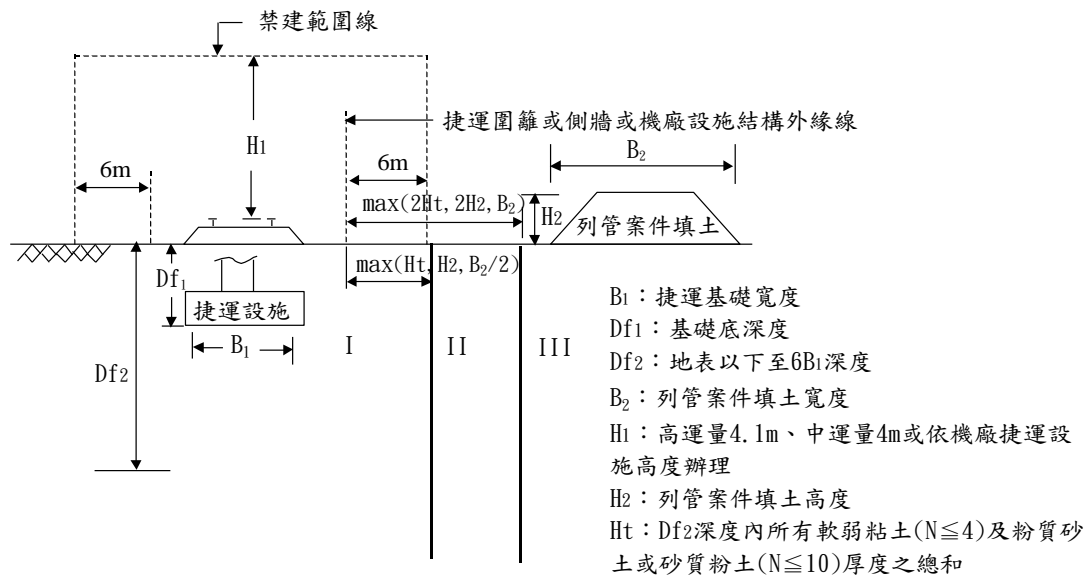 禁建範圍線
捷運圍籬或側牆或機廠設施結構外緣線
H1
B2
6m
6m
max(2Ht,2H2,B2)
H2
列管案件填土
Df1
max(Ht,H2,B2/2)
捷運設施
B1
I
II
III
Df2
B1：捷運基礎寬度
Df1：基礎底深度
Df2：地表以下至6B1深度
B2：列管案件填土寬度
H1：高運量4.1m、中運量4m或依機廠捷運設
施高度辦理
H2：列管案件填土高度
Ht：Df2深度內所有軟弱粘土(N≦4)及粉質砂
土或砂質粉土(N≦10)厚度之總和